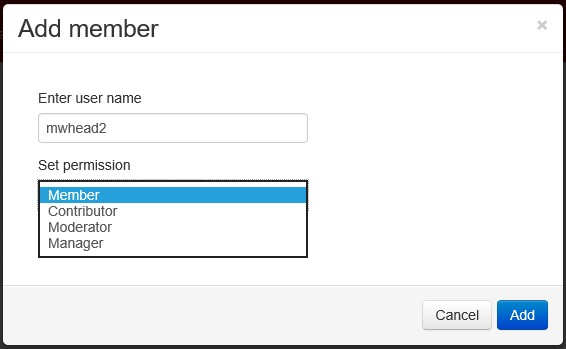 Add member
×
Enter user name
mwhead2
Set permission
Member
Contributor
Moderator
Manager
Cancel Add